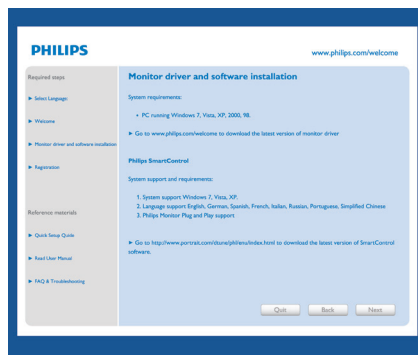 PHILIPS
www.philips.com/welcome
Required steps
Select Language
Welcome
Monitor driver and software installation
Registration
Reference materials
Quick Setup Guide
Read User Manual
FAQ & Troubleshooting
Monitor driver and software installation
System requirements:
• PC running Windows 7, Vista, XP, 2000, 98.
Go to www.philips.com/welcome to download the latest version of monitor driver
Philips SmartControl
System support and requirements:
1. System support Windows 7, Vista, XP.
2. Language support English, German, Spanish, French, Italian, Russian, Portuguese, Simplified Chinese
3. Philips Monitor Plug and Play support
Go to http://www.portrait.com/dtune/phil/enu/index.html to download the latest version of SmartControl
software.
Quit Back Next